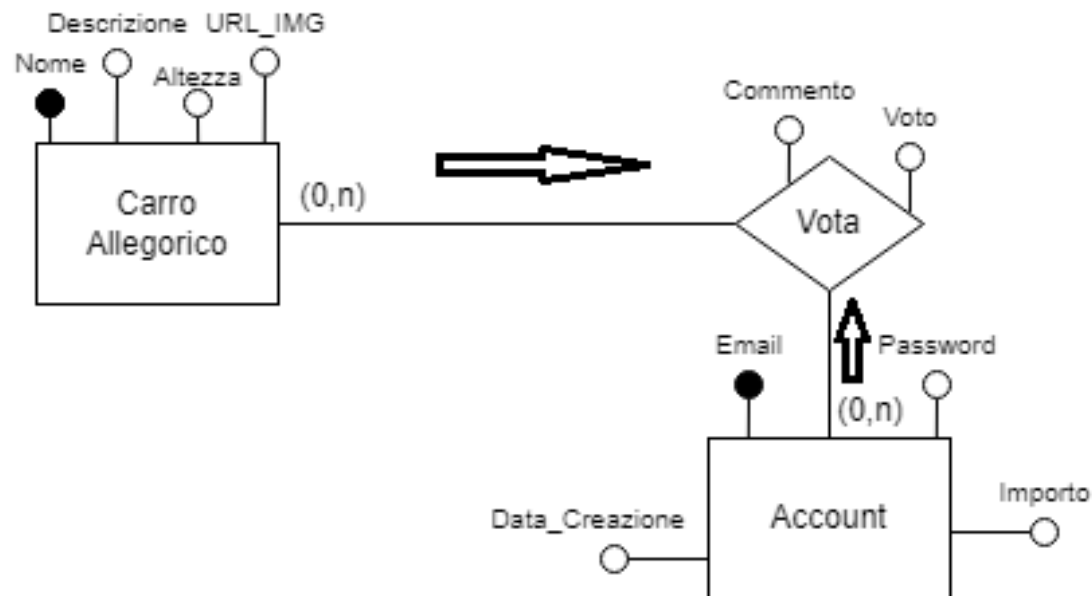 Descrizione URL_IMG
Nome
Altezza
Commento
Voto
(0,n)
Carro
Allegorico
Vota
Email
Password
(0,n)
Data_Creazione
Account
Importo